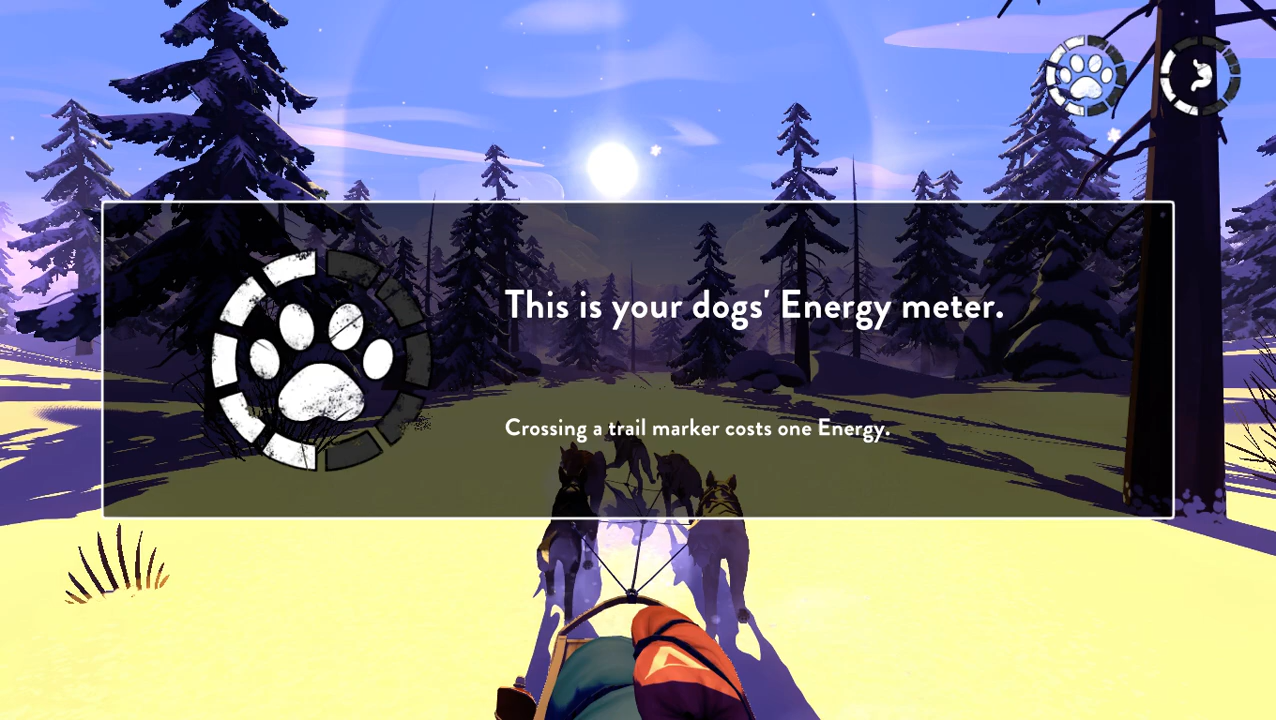 This is your dogs' Energy meter.
Crossing a trail marker costs one Energy.